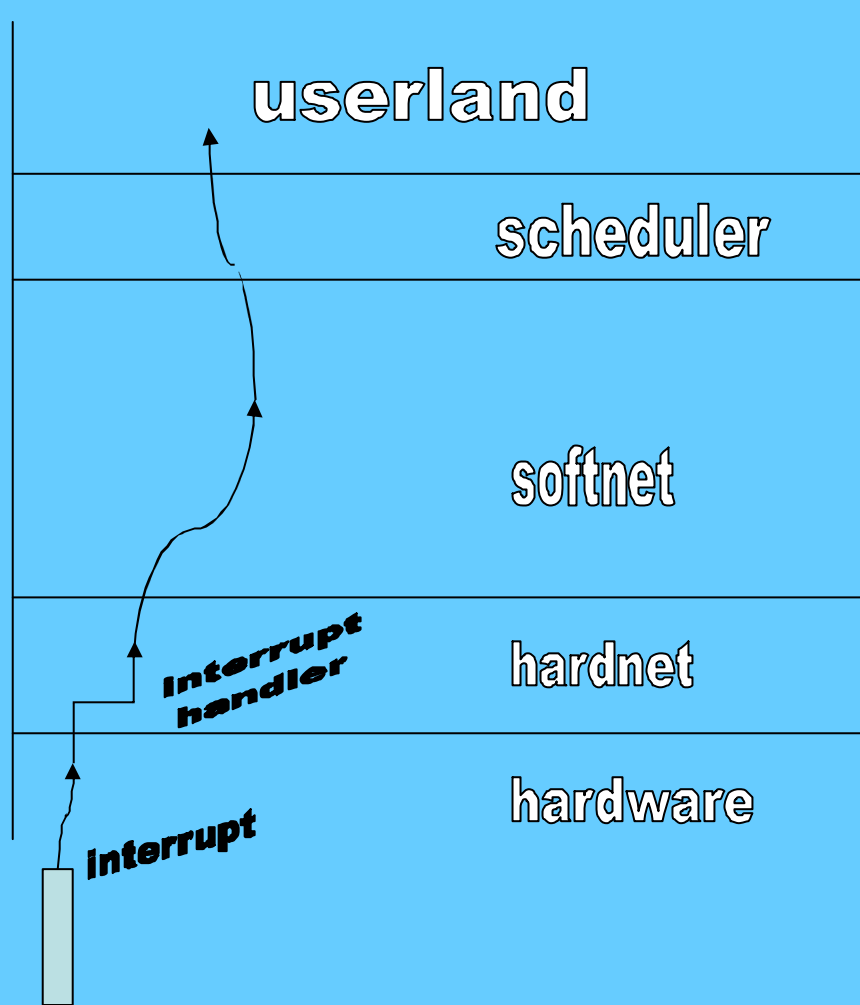 userland
scheduler
softnet
Interrupt
handler
hardnet
hardware
interrupt